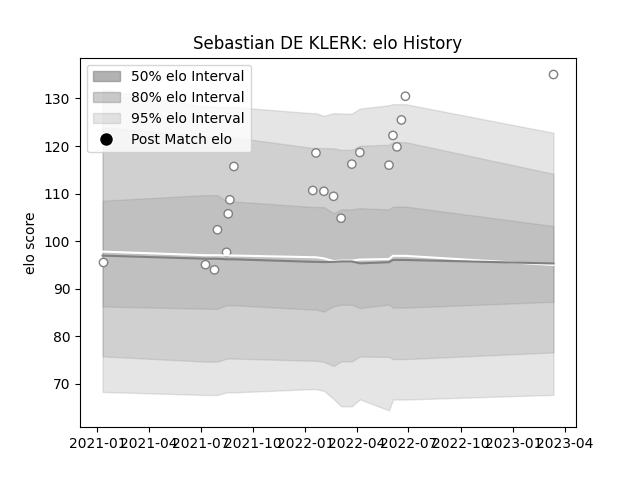 Sebastian DE KLERK: elo History
50% elo Interval
80% elo Interval
95% elo Interval
Post Match elo
elo score
130
120
110
100
90
80
70
2021-01 2021-04 2021-07 2021-10 2022-01 2022-04 2022-07 2022-10 2023-01 2023-04